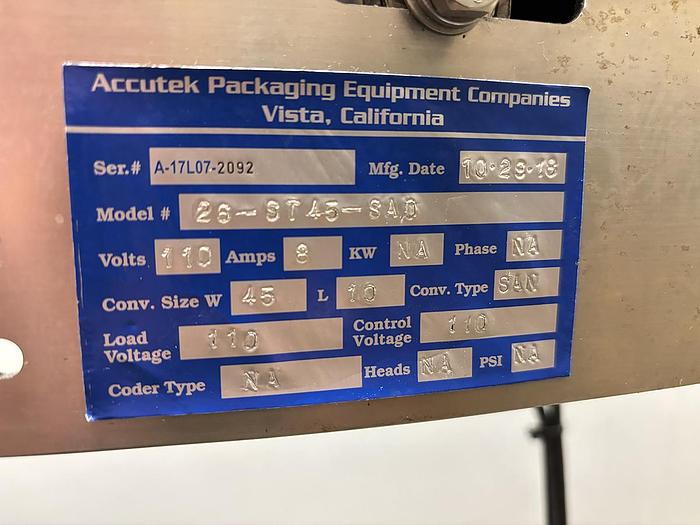 Accutek Packaging Equipment Companies
Vista, California
Ser.# A-17L07-2092 Mfg. Date 10-29-18
Model # 26-ST45-SAD
Volts 110 Amps 8 KW NA Phase NA
Conv. Size W 45 L 10 Conv. Type SAN
Load Voltage 110 Control Voltage 110
Coder Type NA Heads NA PSI NA